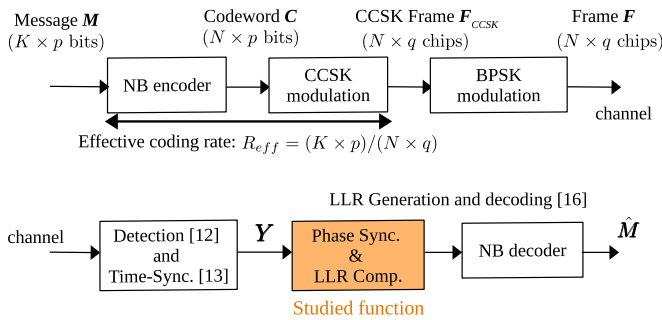 Message M
(K × p bits)
Codeword C
(N × p bits)
CCSK Frame F_CCSK
(N × q chips)
Frame F
(N × q chips)
NB encoder
CCSK
modulation
BPSK
modulation
channel
Effective coding rate: R_eff = (K × p)/(N × q)
LLR Generation and decoding [16]
channel
Detection [12]
and
Time-Sync. [13]
Y
Phase Sync.
&
LLR Comp.
NB decoder
M̂
Studied function